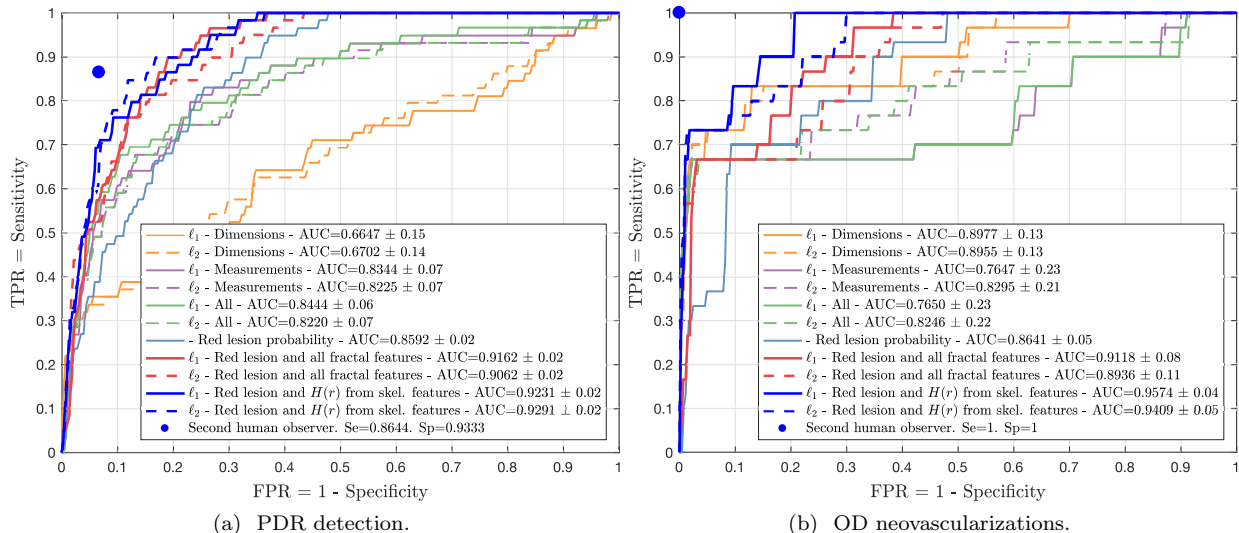 1
0.9
0.8
0.7
0.6
0.5
0.4
0.3
0.2
0.1
0
TPR = Sensitivity
ℓ1 - Dimensions - AUC=0.6647 ± 0.15
ℓ2 - Dimensions - AUC=0.6702 ± 0.14
ℓ1 - Measurements - AUC=0.8344 ± 0.07
ℓ2 - Measurements - AUC=0.8225 ± 0.07
ℓ1 - All - AUC=0.8444 ± 0.06
ℓ2 - All - AUC=0.8220 ± 0.07
- Red lesion probability - AUC=0.8592 ± 0.02
ℓ1 - Red lesion and all fractal features - AUC=0.9162 ± 0.02
ℓ2 - Red lesion and all fractal features - AUC=0.9062 ± 0.02
ℓ1 - Red lesion and H(r) from skel. features - AUC=0.9231 ± 0.02
ℓ2 - Red lesion and H(r) from skel. features - AUC=0.9291 ± 0.02
Second human observer. Se=0.8644. Sp=0.9333
0 0.1 0.2 0.3 0.4 0.5 0.6 0.7 0.8 0.9 1
FPR = 1 - Specificity
(a) PDR detection.
1
0.9
0.8
0.7
0.6
0.5
0.4
0.3
0.2
0.1
0
TPR = Sensitivity
ℓ1 - Dimensions - AUC=0.8977 ± 0.13
ℓ2 - Dimensions - AUC=0.8955 ± 0.13
ℓ1 - Measurements - AUC=0.7647 ± 0.23
ℓ2 - Measurements - AUC=0.8295 ± 0.21
ℓ1 - All - AUC=0.7650 ± 0.23
ℓ2 - All - AUC=0.8246 ± 0.22
- Red lesion probability - AUC=0.8641 ± 0.05
ℓ1 - Red lesion and all fractal features - AUC=0.9118 ± 0.08
ℓ2 - Red lesion and all fractal features - AUC=0.8936 ± 0.11
ℓ1 - Red lesion and H(r) from skel. features - AUC=0.9574 ± 0.04
ℓ2 - Red lesion and H(r) from skel. features - AUC=0.9409 ± 0.05
Second human observer. Se=1. Sp=1
0 0.1 0.2 0.3 0.4 0.5 0.6 0.7 0.8 0.9 1
FPR = 1 - Specificity
(b) OD neovascularizations.